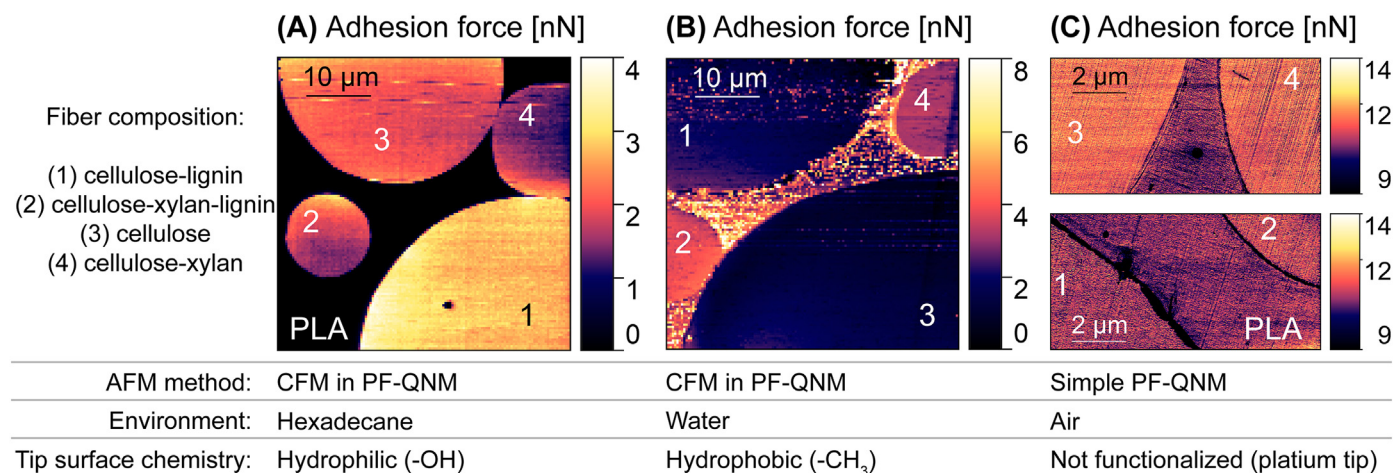 (A) Adhesion force [nN]
(B) Adhesion force [nN]
(C) Adhesion force [nN]
Fiber composition:
(1) cellulose-lignin
(2) cellulose-xylan-lignin
(3) cellulose
(4) cellulose-xylan
10 µm
3
4
2
1
PLA
4
3
2
1
0
10 µm
1
4
2
3
8
6
4
2
0
2 µm
3
4
14
12
9
1
2
2 µm
PLA
14
12
9
AFM method: CFM in PF-QNM CFM in PF-QNM Simple PF-QNM
Environment: Hexadecane Water Air
Tip surface chemistry: Hydrophilic (-OH) Hydrophobic (-CH₃) Not functionalized (platium tip)